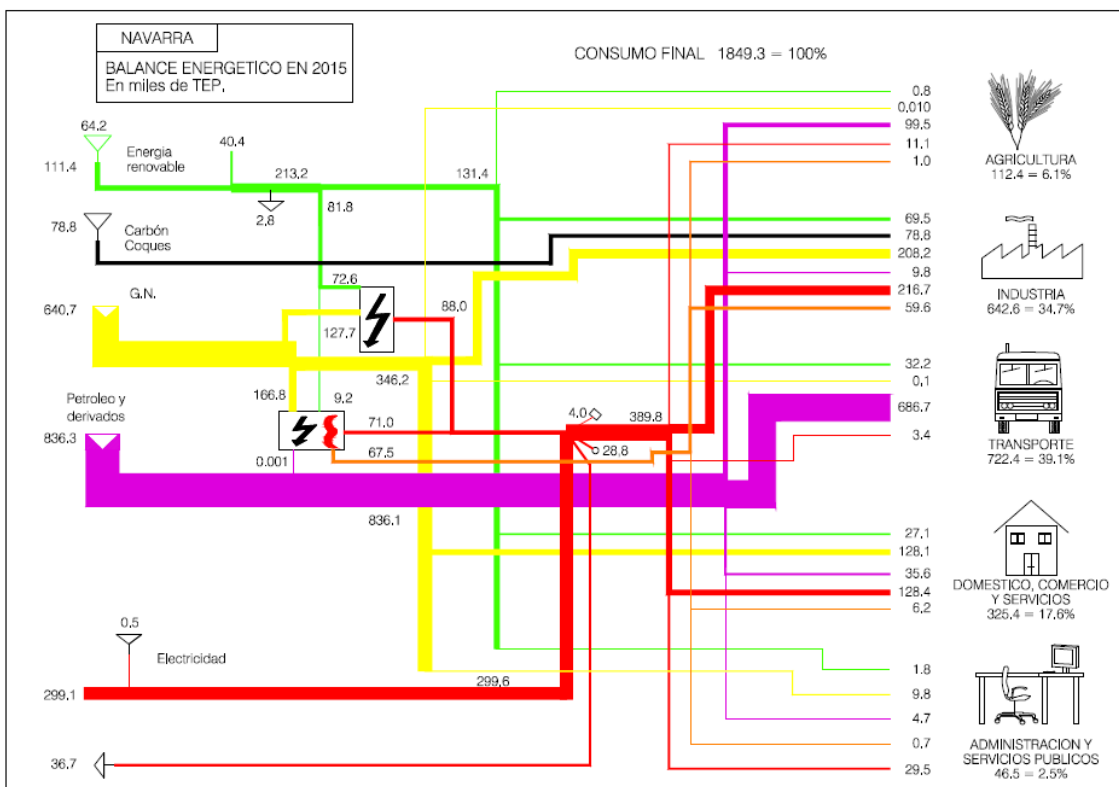 NAVARRA
BALANCE ENERGETICO EN 2015
En miles de TEP.
CONSUMO FINAL 1849.3 = 100%
64.2
111.4
Energia
renovable
40.4
213,2
2,8
81.8
131.4
78.8
Carbón
Coques
G.N.
640.7
72.6
127.7
88,0
166.8
346.2
9.2
71.0
67.5
0.001
Petroleo y
derivados
836.3
836.1
4.0
389.8
28,8
0.5
Electricidad
299.1
299,6
36.7
0.8
0.010
99.5
11.1
1.0
AGRICULTURA
112.4 = 6.1%
69.5
78,8
208,2
9.8
216.7
59.6
INDUSTRIA
642.6 = 34.7%
32.2
0,1
686.7
3.4
TRANSPORTE
722.4 = 39.1%
27,1
128,1
35.6
128.4
6,2
DOMESTICO, COMERCIO
Y SERVICIOS
325.4 = 17.6%
1.8
9.8
4.7
0.7
29.5
ADMINISTRACION Y
SERVICIOS PUBLICOS
46.5 = 2.5%